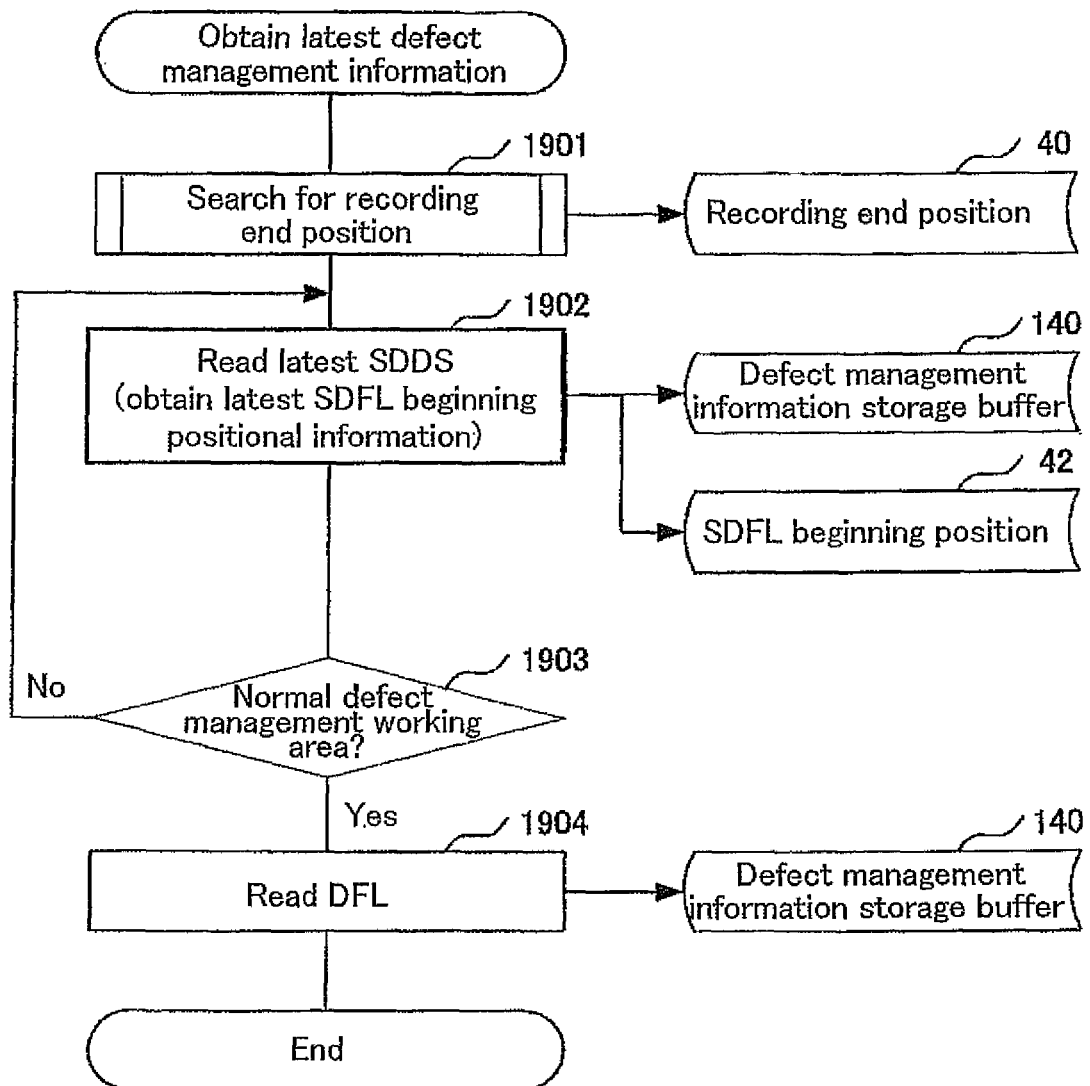 Obtain latest defect
management information
1901
Search for recording
end position
40
Recording end position
1902
Read latest SDDS
(obtain latest SDFL beginning
positional information)
140
Defect management
information storage buffer
42
SDFL beginning position
1903
No
Normal defect
management working
area?
Yes
1904
Read DFL
140
Defect management
information storage buffer
End